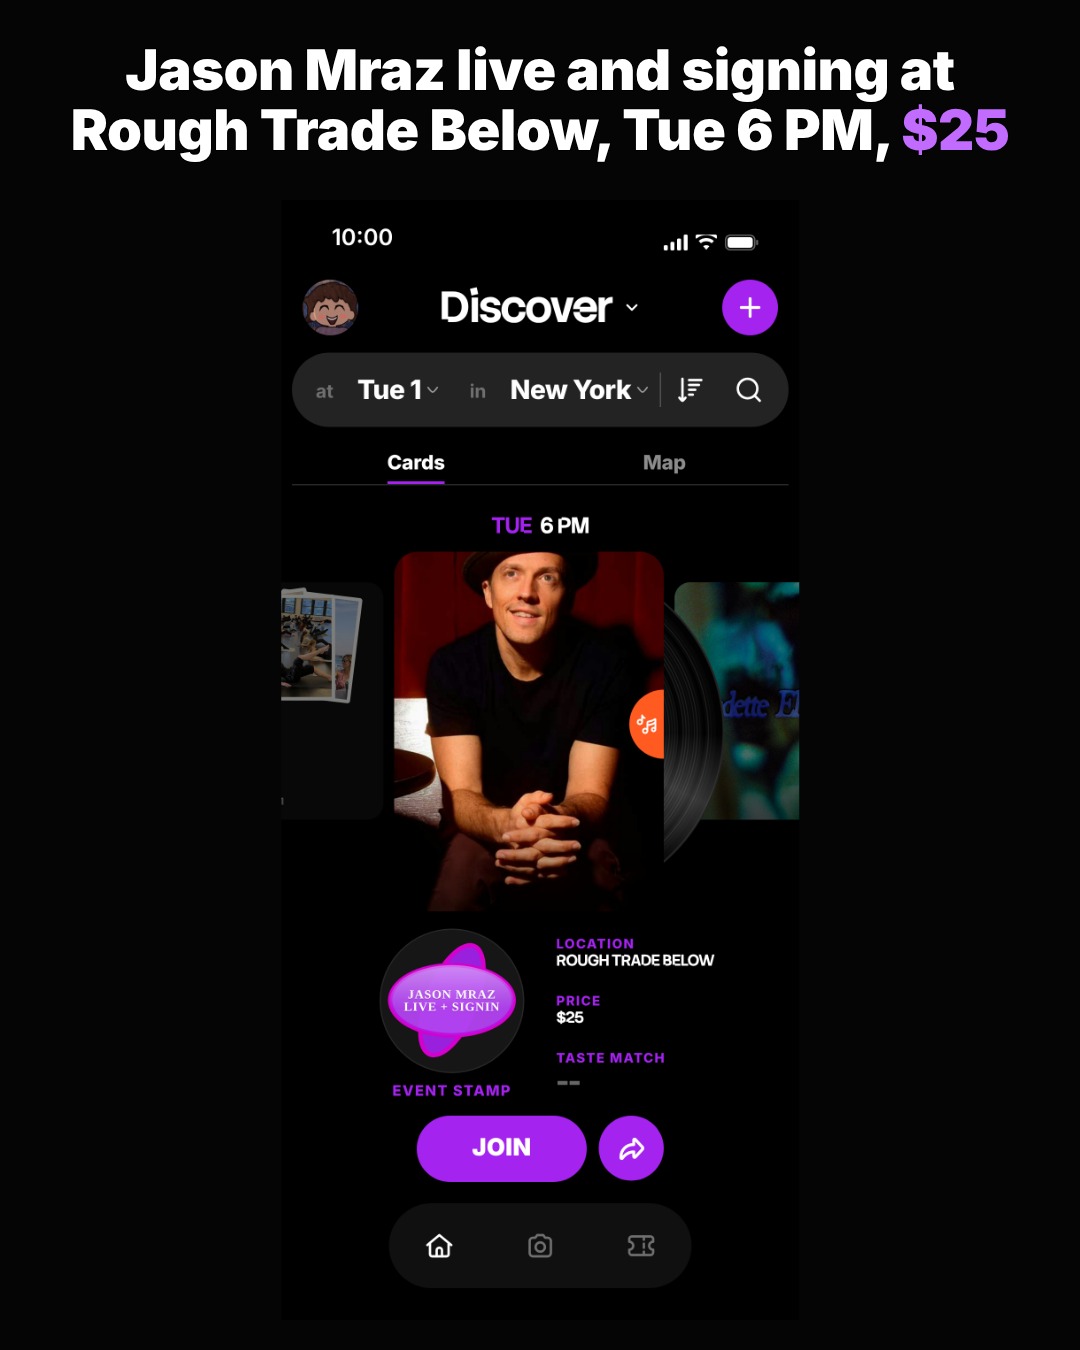 Jason Mraz live and signing at
Rough Trade Below, Tue 6 PM, $25
10:00
Discover
at Tue 1 in New York
Cards Map
TUE 6 PM
JASON MRAZ
LIVE + SIGNIN
EVENT STAMP
LOCATION
ROUGH TRADE BELOW
PRICE
$25
TASTE MATCH
--
JOIN